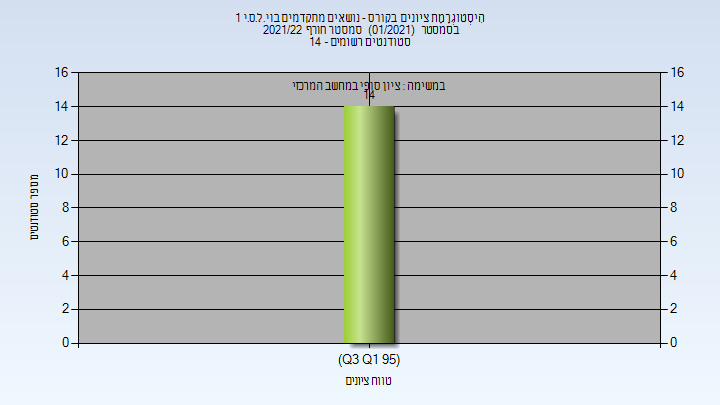 הִיסְטוֹגְרָמַת ציונים בקורס - נושאים מתקדמים בוי.ל.ס.י 1
בסמסטר (01/2021) סמסטר חורף 2021/22
סטודנטים רשומים - 14
במשימה : ציון סופי במחשב המרכזי
14
16 16
14 14
12 12
10 10
8 8
6 6
4 4
2 2
0 0
מספר סטודנטים
(Q3 Q1 95)
טווח ציונים